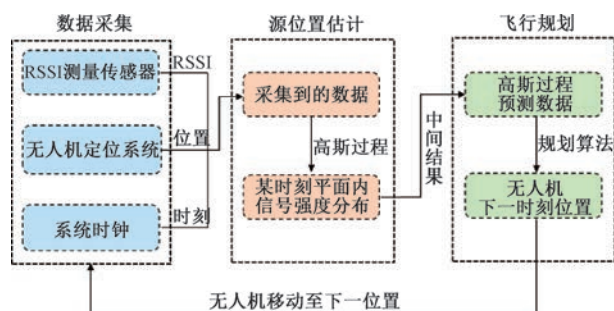 数据采集
RSSI测量传感器
RSSI
无人机定位系统
位置
系统时钟
时刻
源位置估计
采集到的数据
高斯过程
某时刻平面内
信号强度分布
中间结果
飞行规划
高斯过程
预测数据
规划算法
无人机
下一时刻位置
无人机移动至下一位置